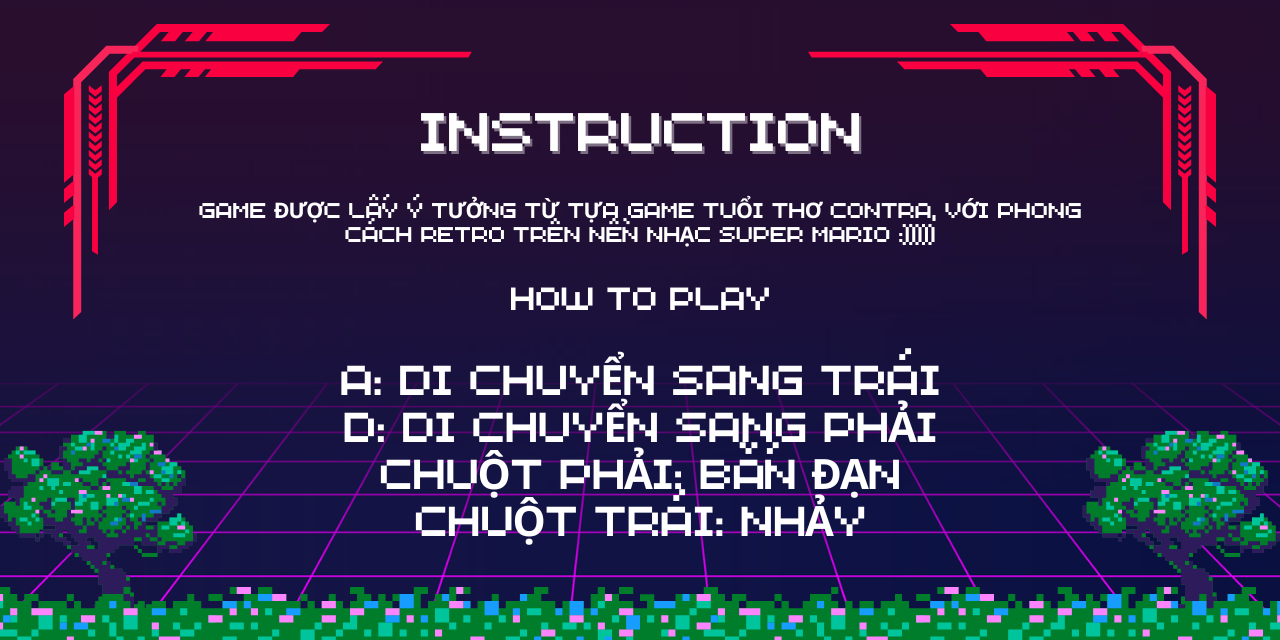 INSTRUCTION
GAME ĐƯỢC LẤY Ý TƯỞNG TỪ TỰA GAME TUỔI THƠ CONTRA, VỚI PHONG
CÁCH RETRO TRÊN NỀN NHẠC SUPER MARIO :)))))
HOW TO PLAY
A: DI CHUYỂN SANG TRÁI
D: DI CHUYỂN SANG PHẢI
CHUỘT PHẢI: BẮN ĐẠN
CHUỘT TRÁI: NHẢY